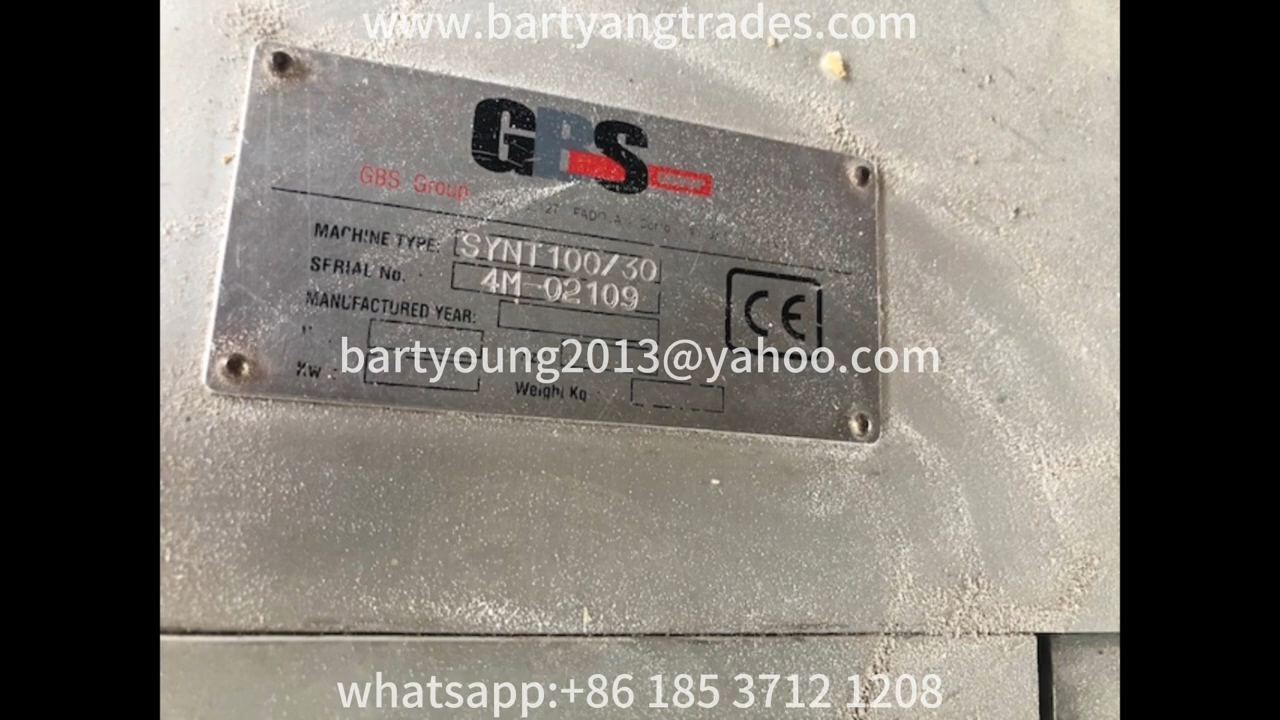 www.bartyangtrades.com
GBS
GBS Group
MACHINE TYPE: SYNT100/30
SERIAL No. 4M-02109
MANUFACTURED YEAR:
bartyoung2013@yahoo.com
Kw :
Weight Kg :
CE
whatsapp:+86 185 3712 1208